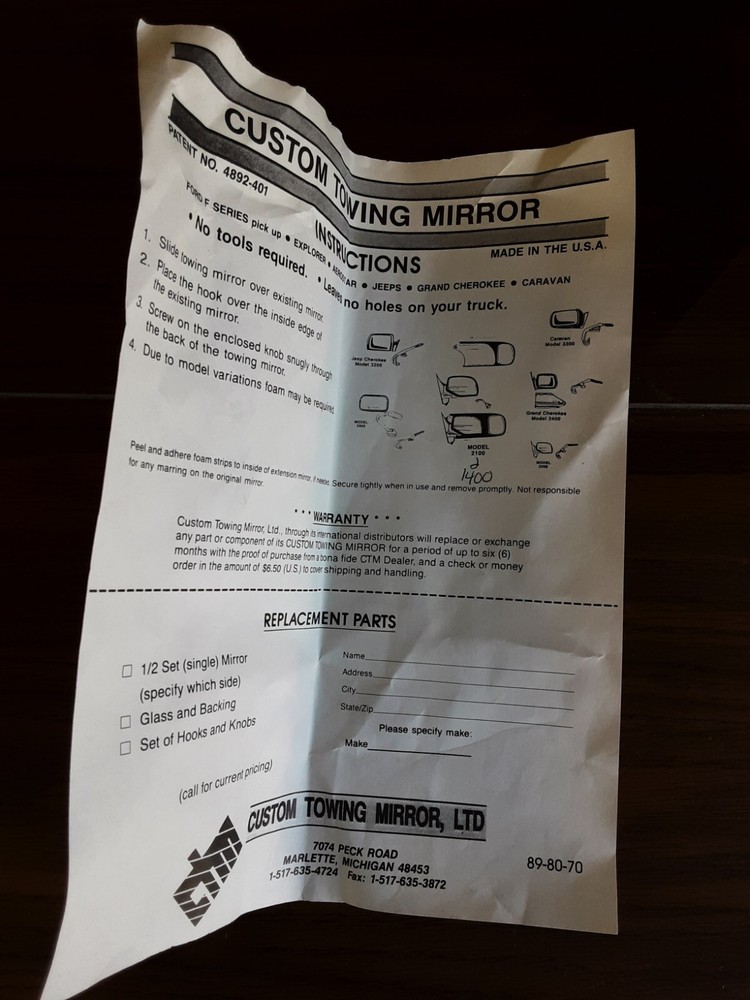 CUSTOM TOWING MIRROR
PATENT NO. 4892-401
MADE IN THE U.S.A.
INSTRUCTIONS
FORD F SERIES pick up • EXPLORER • AEROSTAR • JEEPS • GRAND CHEROKEE • CARAVAN
• No tools required. • Leaves no holes on your truck.
1. Slide towing mirror over existing mirror.
2. Place the hook over the inside edge of
the existing mirror.
3. Screw on the enclosed knob snugly through
the back of the towing mirror.
4. Due to model variations foam may be required.
Jeep Cherokee
Model 2200
Caravan
Model 2300
Grand Cherokee
Model 2400
MODEL
MODEL
2100
&
1400
MODEL
Peel and adhere foam strips to inside of extension mirror, if needed. Secure tightly when in use and remove promptly. Not responsible
for any marring on the original mirror.
• • • WARRANTY • • •
Custom Towing Mirror, Ltd., through its international distributors will replace or exchange
any part or component of its CUSTOM TOWING MIRROR for a period of up to six (6)
months with the proof of purchase from a bona fide CTM Dealer, and a check or money
order in the amount of $6.50 (U.S.) to cover shipping and handling.
REPLACEMENT PARTS
1/2 Set (single) Mirror
(specify which side)
Glass and Backing
Set of Hooks and Knobs
(call for current pricing)
Name
Address
City
State/Zip
Please specify make:
Make
CTM
CUSTOM TOWING MIRROR, LTD
7074 PECK ROAD
MARLETTE, MICHIGAN 48453
1-517-635-4724 Fax: 1-517-635-3872
89-80-70